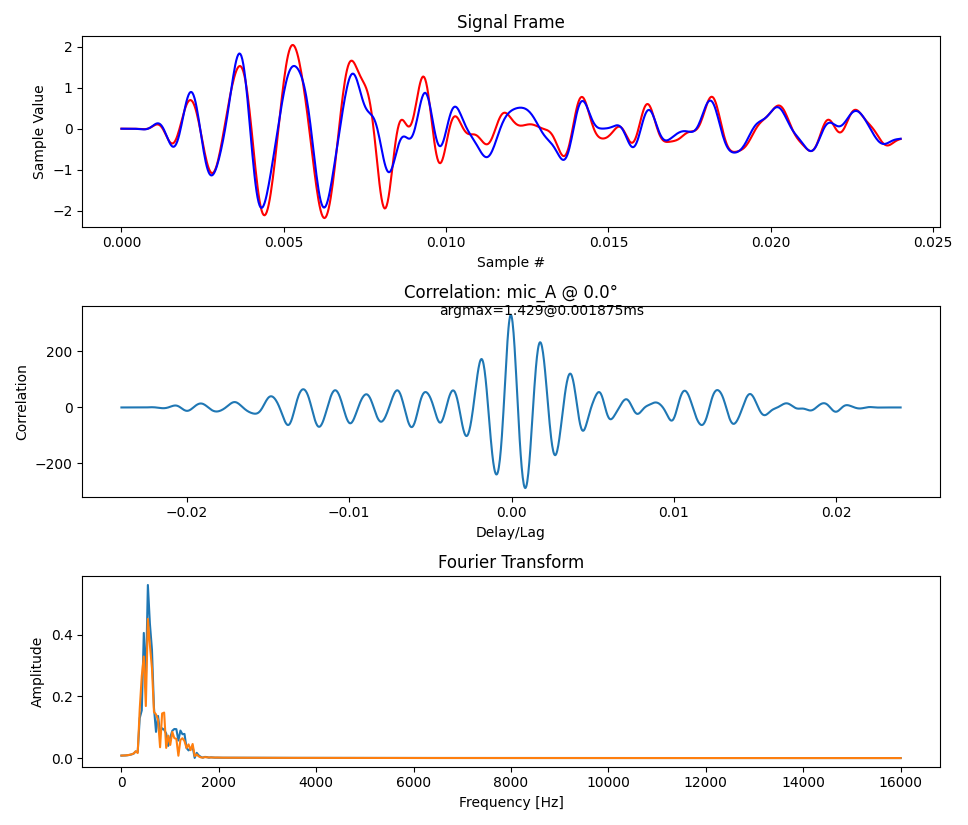 Signal Frame
2
1
0
−1
−2
Sample Value
0.000 0.005 0.010 0.015 0.020 0.025
Sample #
Correlation: mic_A @ 0.0°
argmax=1.429@0.001875ms
200
0
−200
Correlation
−0.02 −0.01 0.00 0.01 0.02
Delay/Lag
Fourier Transform
0.4
0.2
0.0
Amplitude
0 2000 4000 6000 8000 10000 12000 14000 16000
Frequency [Hz]